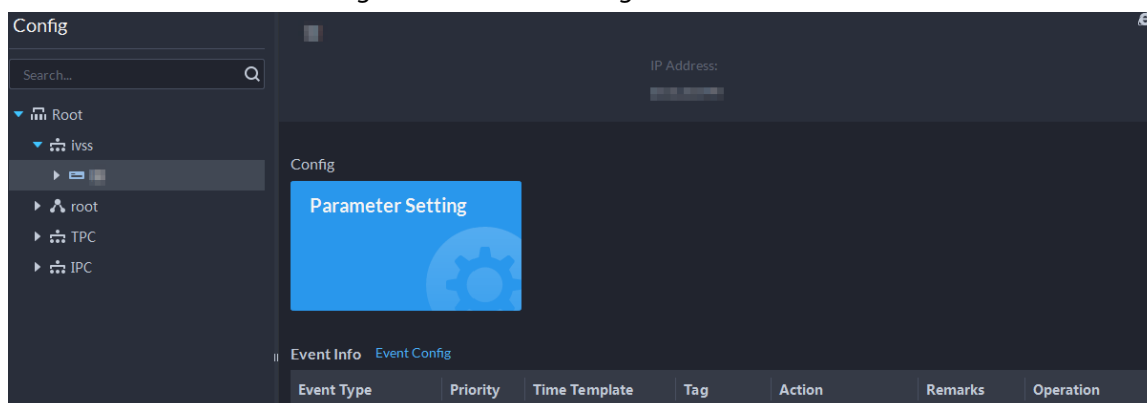 Config
Search...
Root
ivss
root
TPC
IPC
IP Address:
Config
Parameter Setting
Event Info Event Config
Event Type Priority Time Template Tag Action Remarks Operation